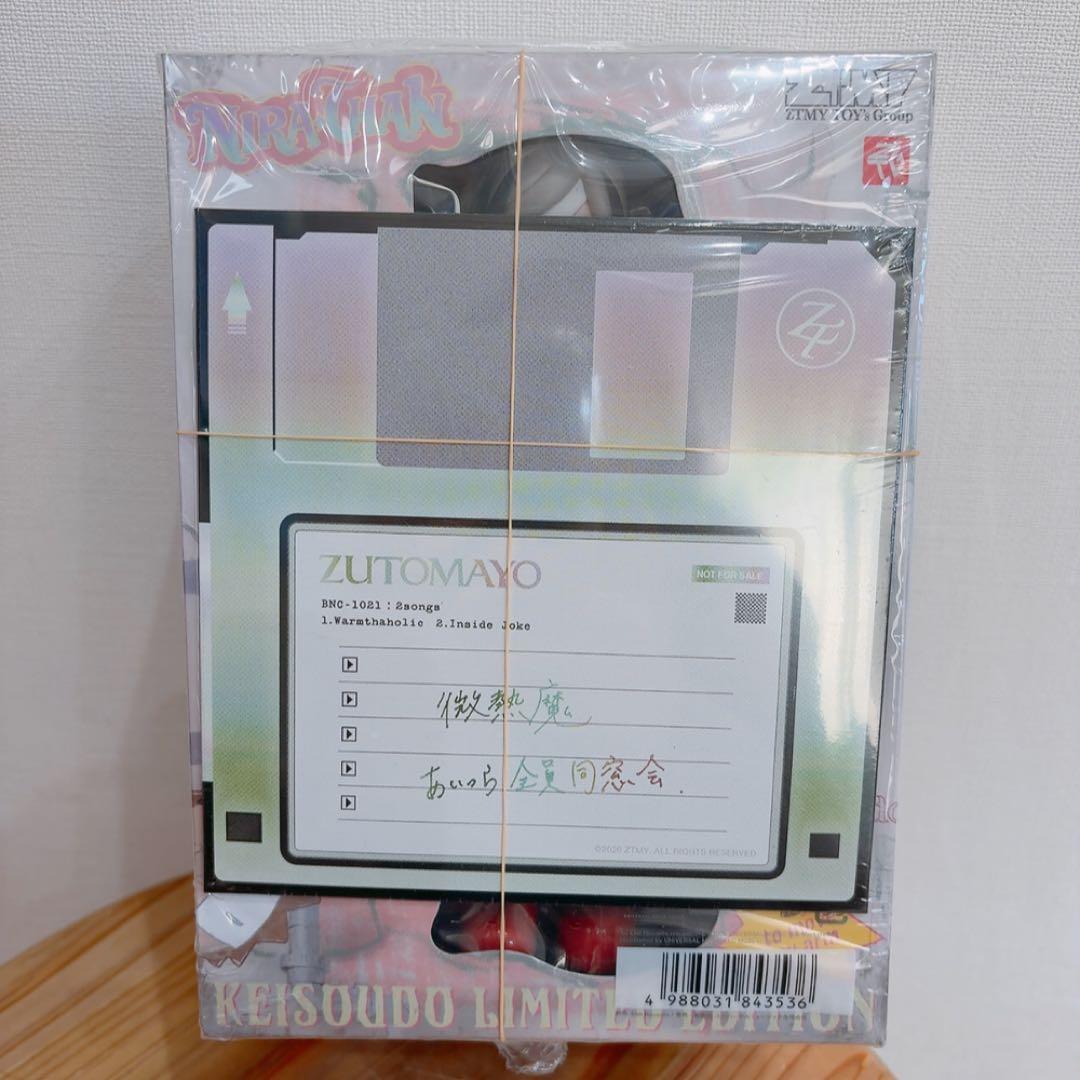 NIRA-CHAN
ZTMY TOY's Group
ZUTOMAYO
NOT FOR SALE
BNC-1021：2songs
1.Warmthaholic 2.Inside Joke
微熱魔
あいつら全員同窓会.
©2026 ZTMY. ALL RIGHTS RESERVED
KEISOUDO LIMITED EDITION
4 988031 843536